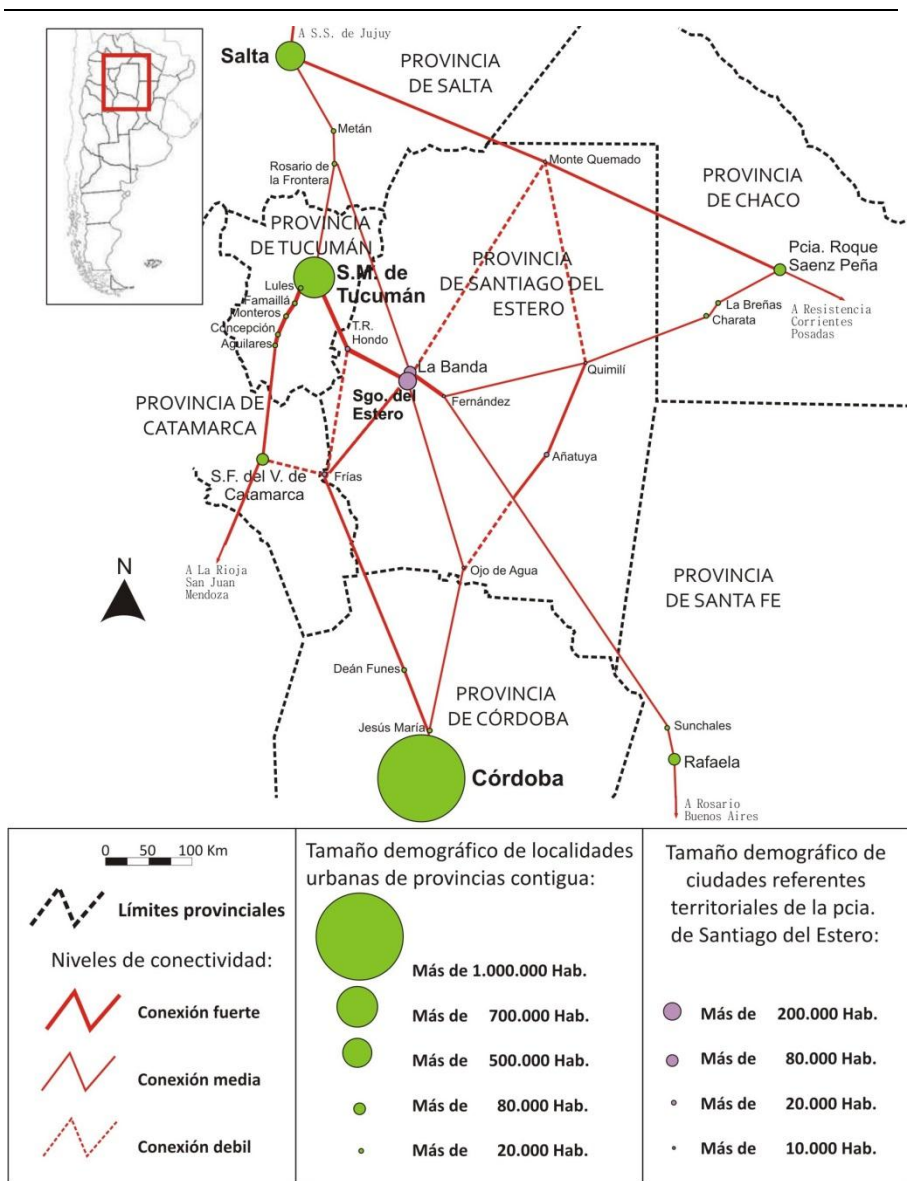 A S.S. de Jujuy
Salta
PROVINCIA
DE SALTA
Metán
Rosario de
la Frontera
Monte Quemado
PROVINCIA
DE CHACO
PROVINCIA
DE TUCUMÁN
S.M. de
Tucumán
PROVINCIA
DE SANTIAGO DEL
ESTERO
Pcia. Roque
Saenz Peña
Lules
Famaillá
Monteros
Concepción
Aguilares
La Breñas
Charata
A Resistencia
Corrientes
Posadas
T.R.
Hondo
La Banda
Quimilí
Sgo. del
Estero
Fernández
PROVINCIA DE
CATAMARCA
Añatuya
S.F. del V. de
Catamarca
Frías
N
A La Rioja
San Juan
Mendoza
Ojo de Agua
PROVINCIA
DE SANTA FE
Deán Funes
PROVINCIA
DE CÓRDOBA
Jesús María
Sunchales
Córdoba
Rafaela
A Rosario
Buenos Aires
0 50 100 Km
Límites provinciales
Niveles de conectividad:
Conexión fuerte
Conexión media
Conexión debil
Tamaño demográfico de localidades
urbanas de provincias contigua:
Más de 1.000.000 Hab.
Más de 700.000 Hab.
Más de 500.000 Hab.
Más de 80.000 Hab.
Más de 20.000 Hab.
Tamaño demográfico de
ciudades referentes
territoriales de la pcia.
de Santiago del Estero:
Más de 200.000 Hab.
Más de 80.000 Hab.
Más de 20.000 Hab.
Más de 10.000 Hab.